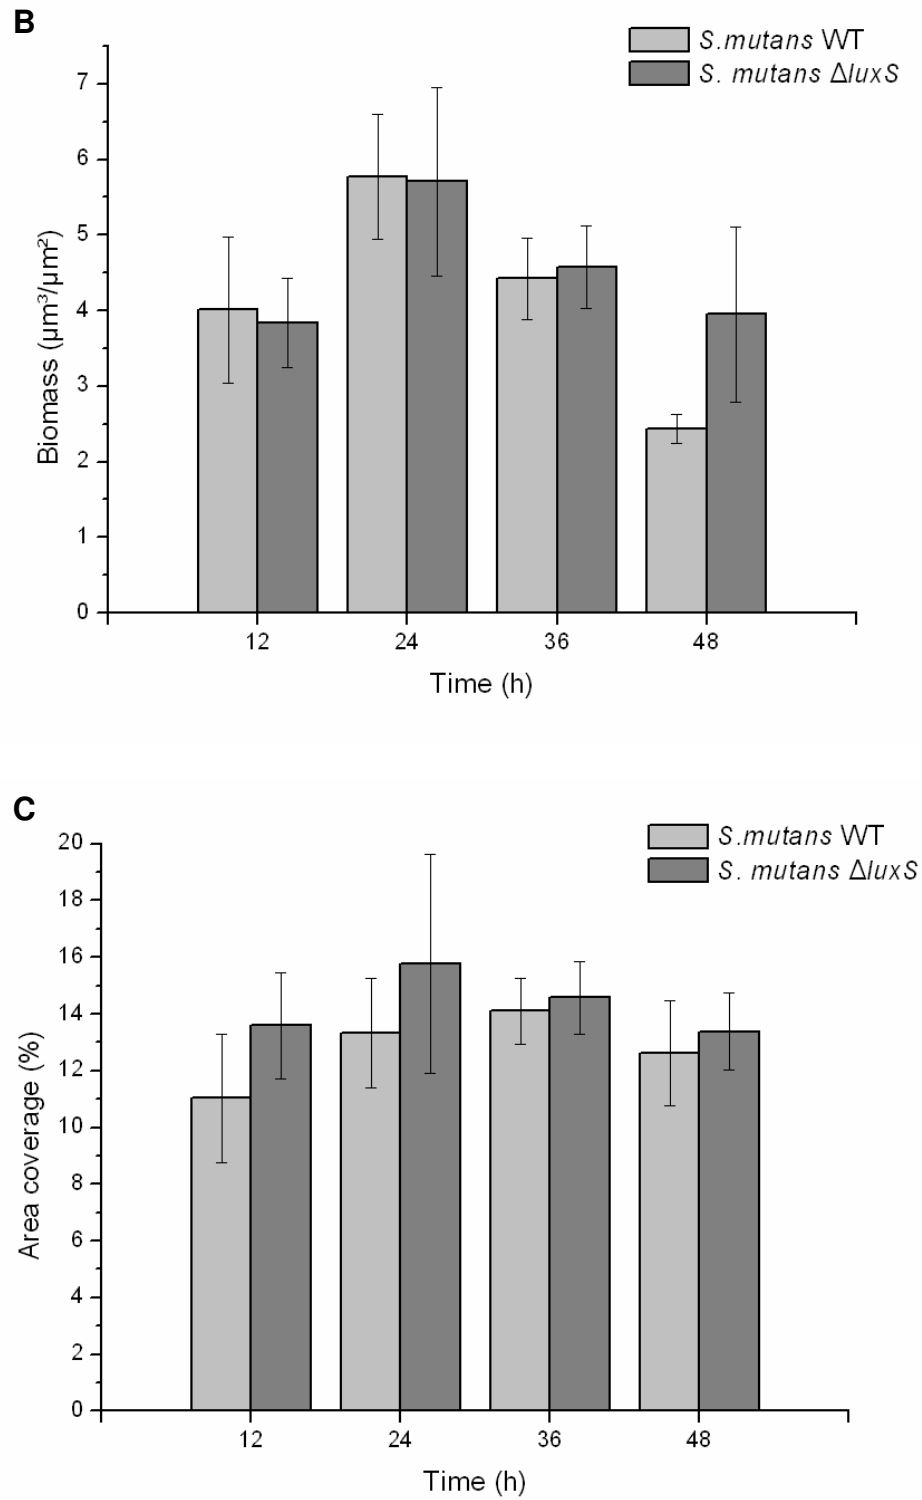 B
S.mutans WT
S. mutans ΔluxS
7
6
5
4
3
2
1
0
Biomass (µm³/µm²)
12 24 36 48
Time (h)
C
S.mutans WT
S. mutans ΔluxS
20
18
16
14
12
10
8
6
4
2
0
Area coverage (%)
12 24 36 48
Time (h)